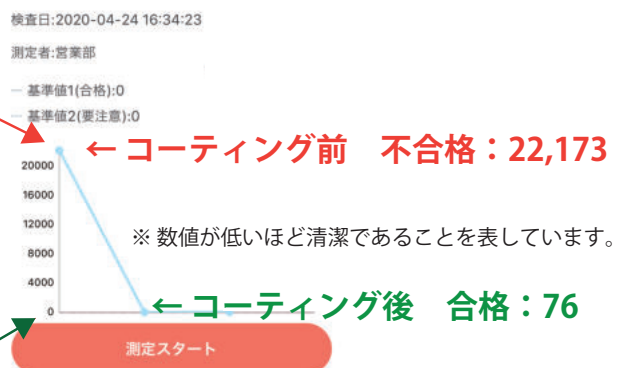 検査日:2020-04-24 16:34:23
測定者:営業部
基準値1(合格):0
基準値2(要注意):0
← コーティング前　不合格：22,173
20000
16000
12000
※ 数値が低いほど清潔であることを表しています。
8000
4000
← コーティング後　合格：76
0
測定スタート